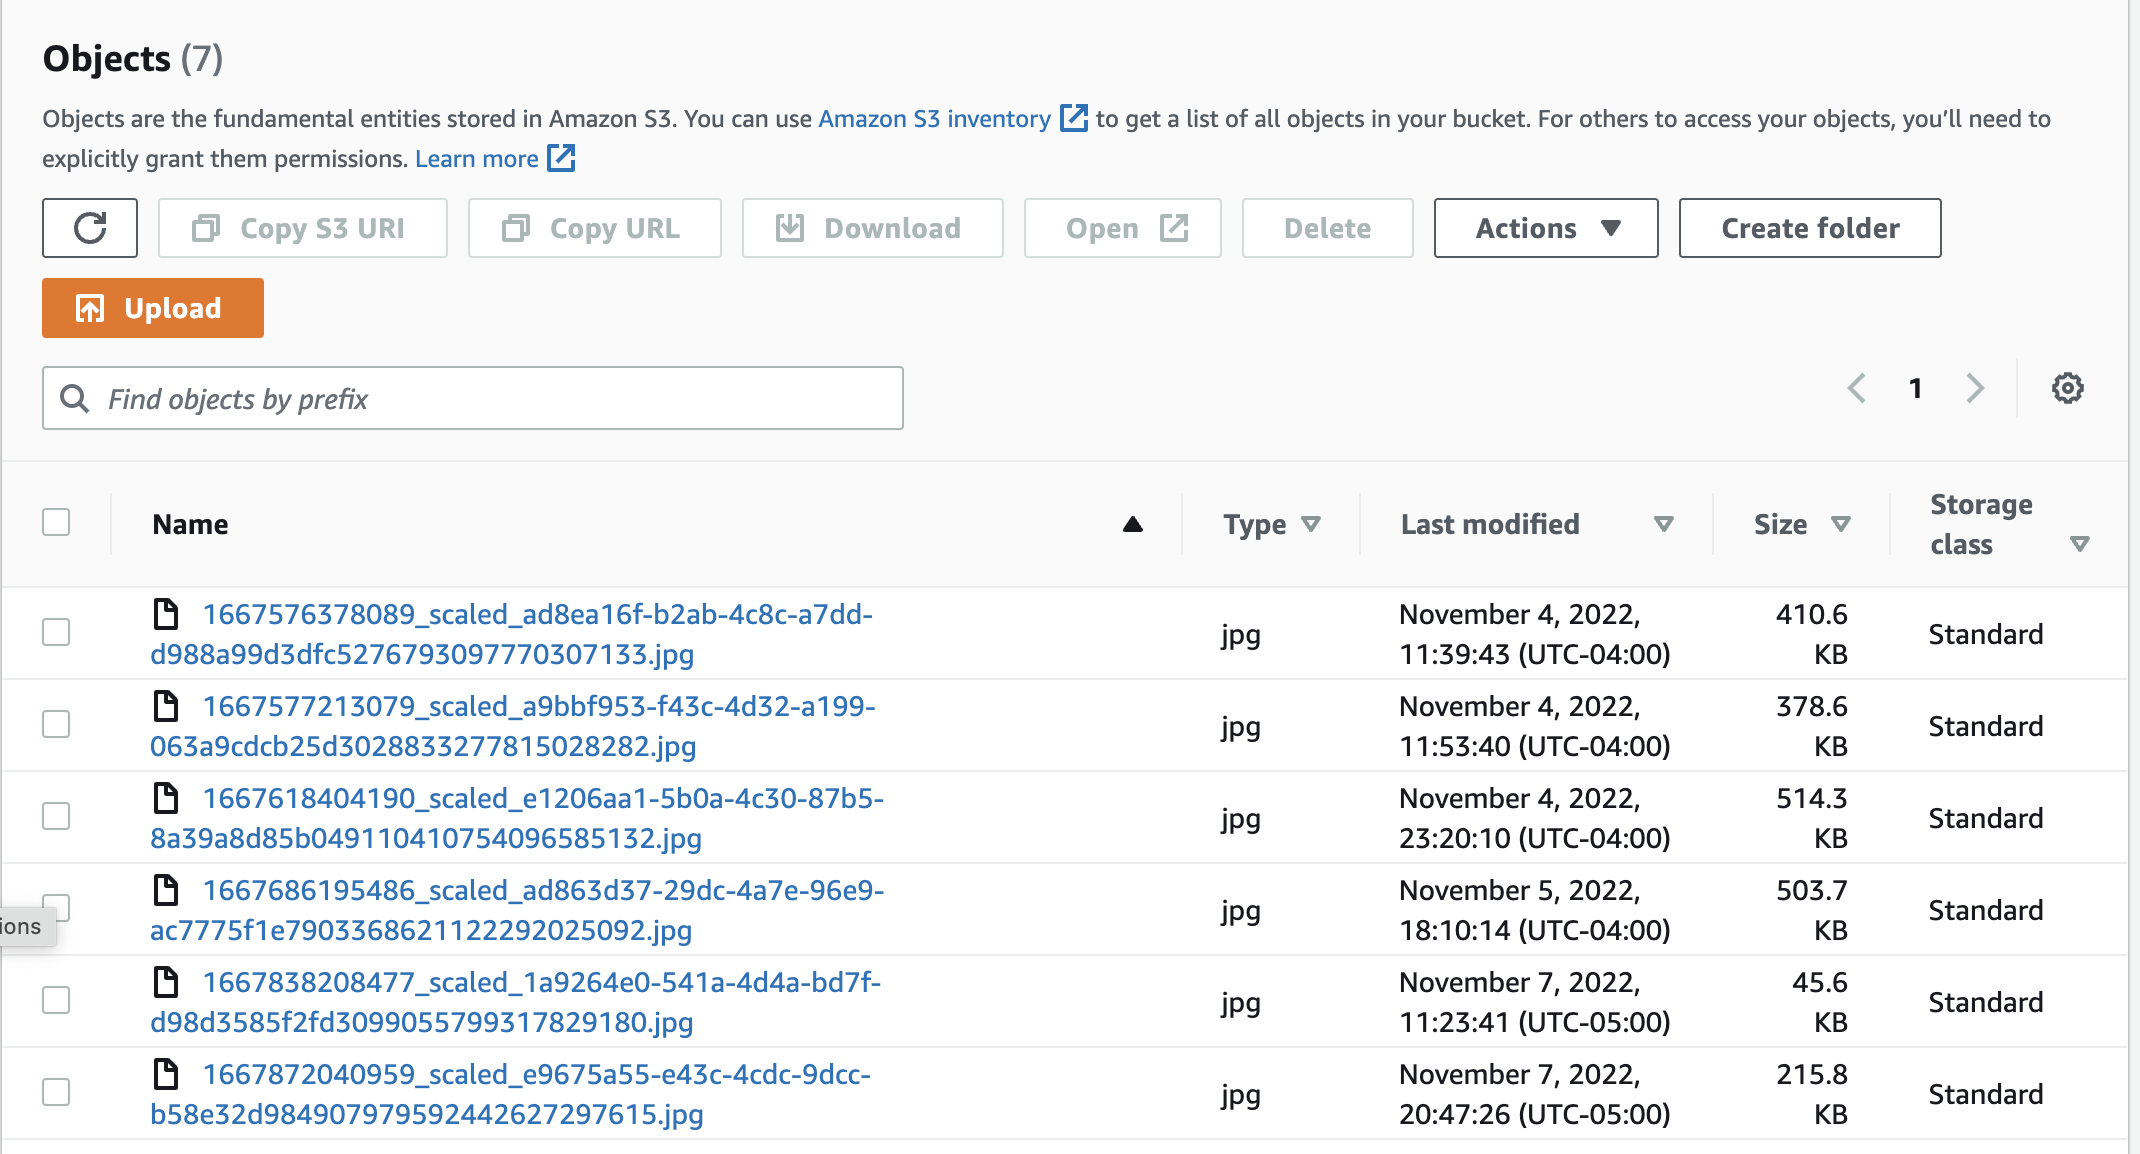 Objects (7)
Objects are the fundamental entities stored in Amazon S3. You can use Amazon S3 inventory to get a list of all objects in your bucket. For others to access your objects, you’ll need to
explicitly grant them permissions. Learn more
Copy S3 URI Copy URL Download Open Delete Actions Create folder
Upload
Find objects by prefix 1
Name Type Last modified Size Storage
class
1667576378089_scaled_ad8ea16f-b2ab-4c8c-a7dd-
d988a99d3dfc5276793097770307133.jpg
jpg
November 4, 2022,
11:39:43 (UTC-04:00)
410.6
KB
Standard
1667577213079_scaled_a9bbf953-f43c-4d32-a199-
063a9cdcb25d3028833277815028282.jpg
jpg
November 4, 2022,
11:53:40 (UTC-04:00)
378.6
KB
Standard
1667618404190_scaled_e1206aa1-5b0a-4c30-87b5-
8a39a8d85b049110410754096585132.jpg
jpg
November 4, 2022,
23:20:10 (UTC-04:00)
514.3
KB
Standard
1667686195486_scaled_ad863d37-29dc-4a7e-96e9-
ac7775f1e7903368621122292025092.jpg
jpg
November 5, 2022,
18:10:14 (UTC-04:00)
503.7
KB
Standard
ions
1667838208477_scaled_1a9264e0-541a-4d4a-bd7f-
d98d3585f2fd3099055799317829180.jpg
jpg
November 7, 2022,
11:23:41 (UTC-05:00)
45.6
KB
Standard
1667872040959_scaled_e9675a55-e43c-4cdc-9dcc-
b58e32d9849079795924426​27297615.jpg
jpg
November 7, 2022,
20:47:26 (UTC-05:00)
215.8
KB
Standard